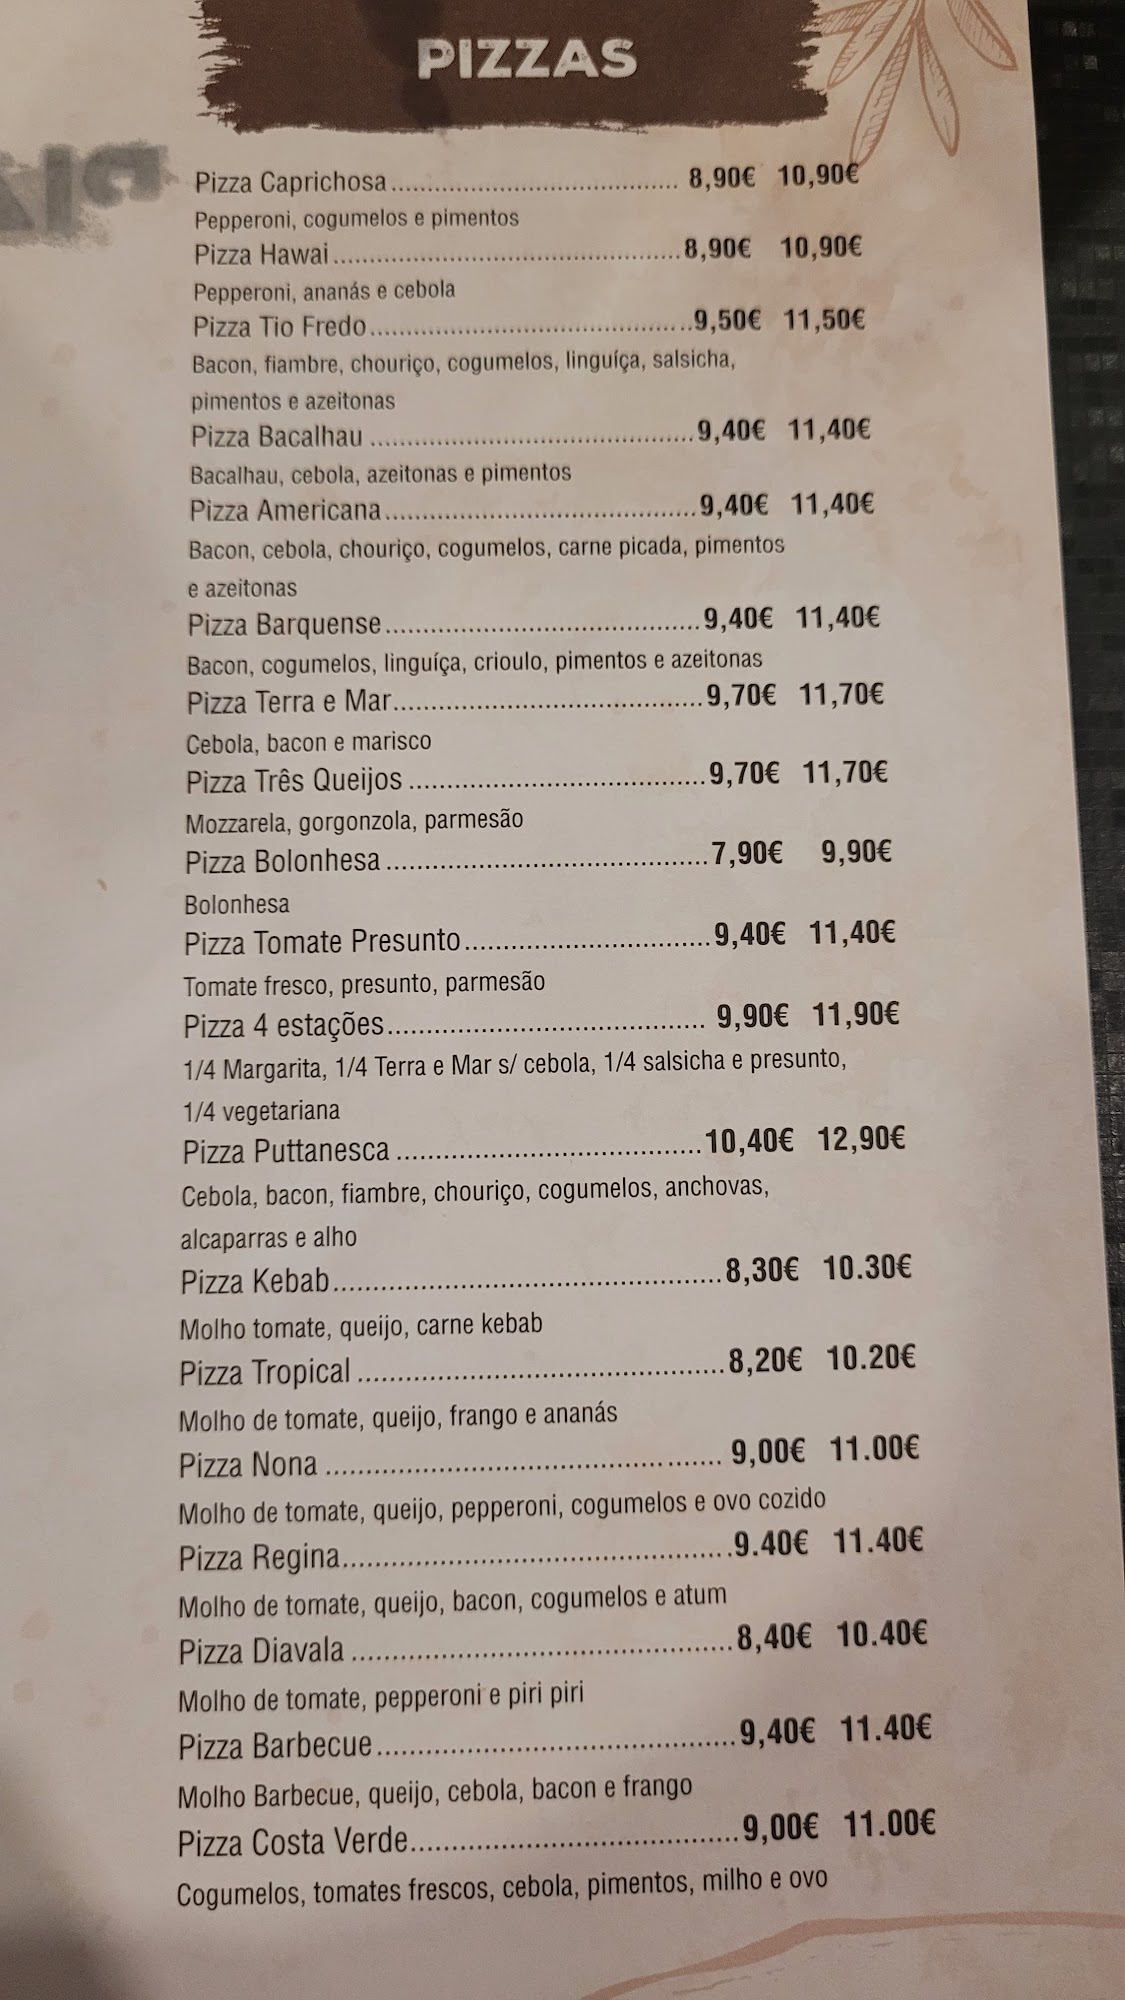 PIZZAS
Pizza Caprichosa ........ 8,90€ 10,90€
Pepperoni, cogumelos e pimentos
Pizza Hawai ........ 8,90€ 10,90€
Pepperoni, ananás e cebola
Pizza Tio Fredo ........ 9,50€ 11,50€
Bacon, fiambre, chouriço, cogumelos, linguíça, salsicha,
pimentos e azeitonas
Pizza Bacalhau ........ 9,40€ 11,40€
Bacalhau, cebola, azeitonas e pimentos
Pizza Americana ........ 9,40€ 11,40€
Bacon, cebola, chouriço, cogumelos, carne picada, pimentos
e azeitonas
Pizza Barquense ........ 9,40€ 11,40€
Bacon, cogumelos, linguíça, crioulo, pimentos e azeitonas
Pizza Terra e Mar ........ 9,70€ 11,70€
Cebola, bacon e marisco
Pizza Três Queijos ........ 9,70€ 11,70€
Mozzarela, gorgonzola, parmesão
Pizza Bolonhesa ........ 7,90€ 9,90€
Bolonhesa
Pizza Tomate Presunto ........ 9,40€ 11,40€
Tomate fresco, presunto, parmesão
Pizza 4 estações ........ 9,90€ 11,90€
1/4 Margarita, 1/4 Terra e Mar s/ cebola, 1/4 salsicha e presunto,
1/4 vegetariana
Pizza Puttanesca ........ 10,40€ 12,90€
Cebola, bacon, fiambre, chouriço, cogumelos, anchovas,
alcaparras e alho
Pizza Kebab ........ 8,30€ 10.30€
Molho tomate, queijo, carne kebab
Pizza Tropical ........ 8,20€ 10.20€
Molho de tomate, queijo, frango e ananás
Pizza Nona ........ 9,00€ 11.00€
Molho de tomate, queijo, pepperoni, cogumelos e ovo cozido
Pizza Regina ........ 9.40€ 11.40€
Molho de tomate, queijo, bacon, cogumelos e atum
Pizza Diavala ........ 8,40€ 10.40€
Molho de tomate, pepperoni e piri piri
Pizza Barbecue ........ 9,40€ 11.40€
Molho Barbecue, queijo, cebola, bacon e frango
Pizza Costa Verde ........ 9,00€ 11.00€
Cogumelos, tomates frescos, cebola, pimentos, milho e ovo